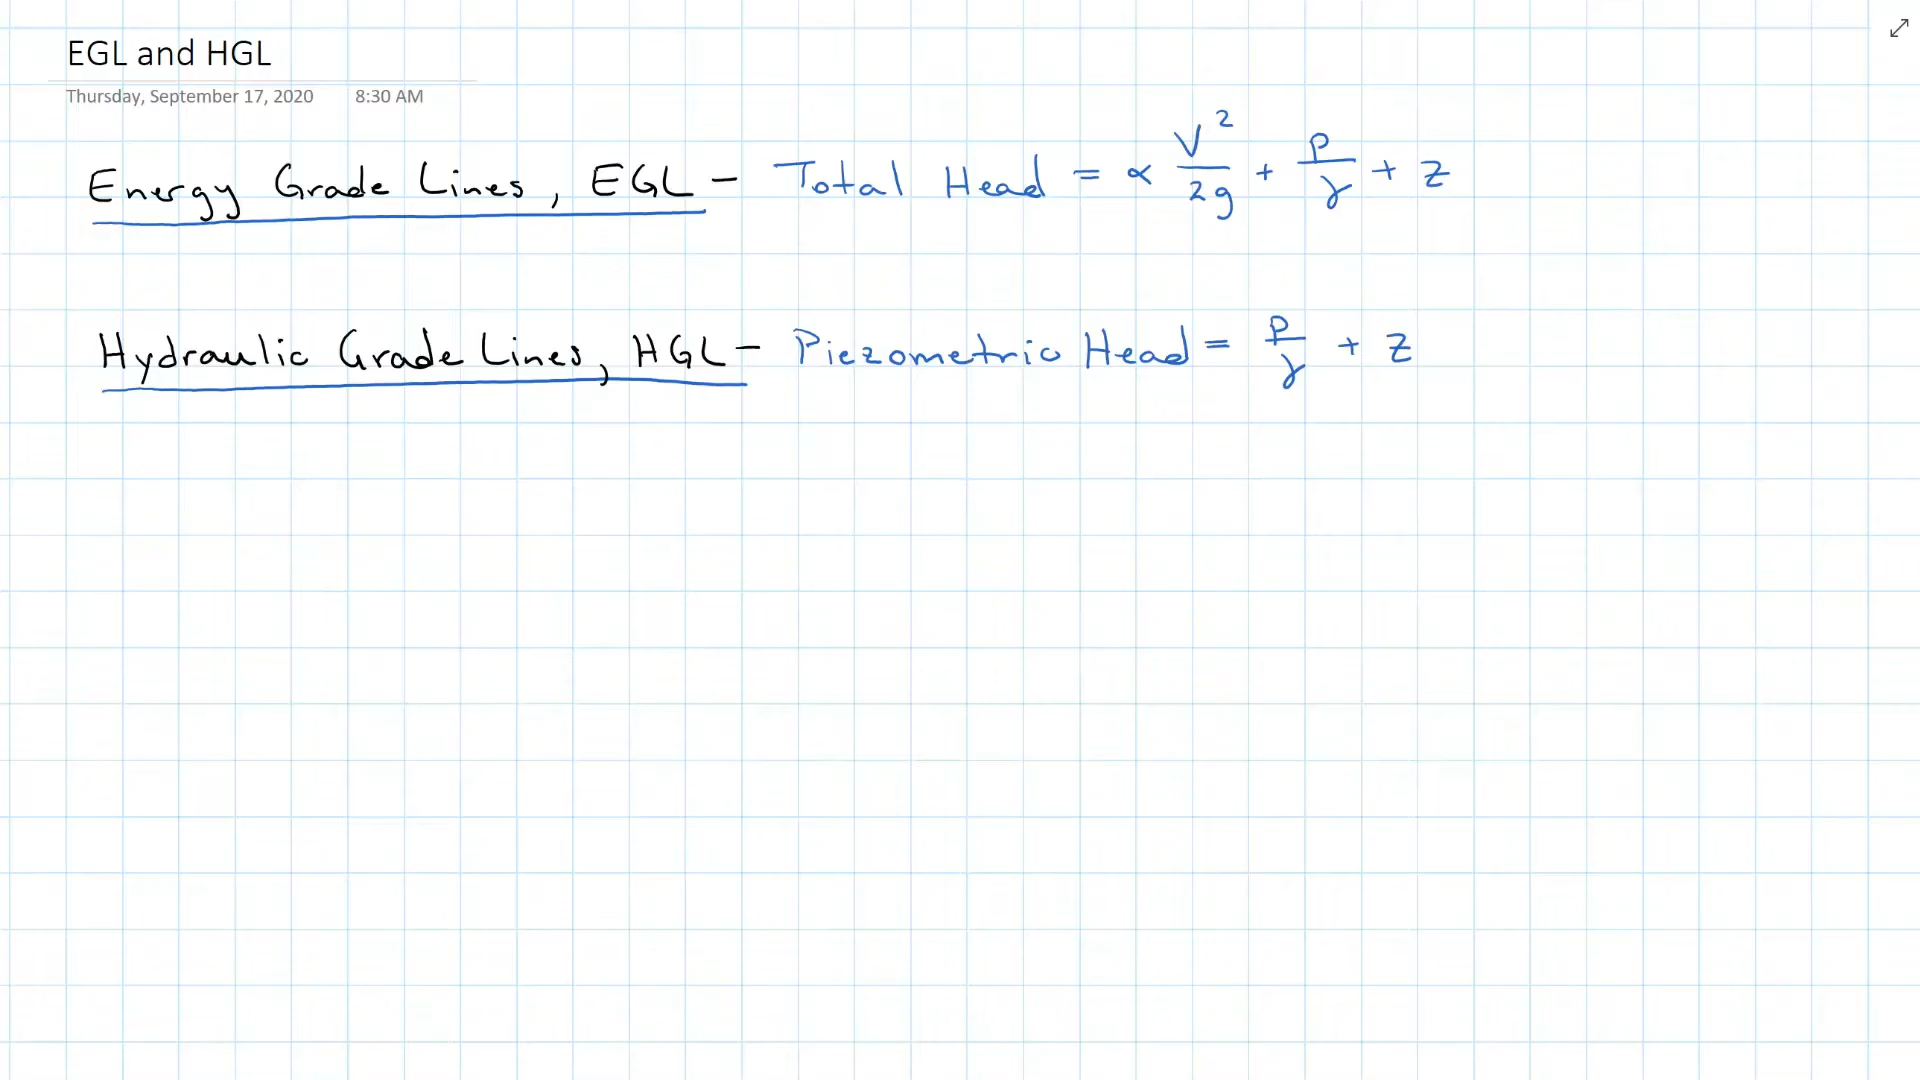 EGL and HGL
Thursday, September 17, 2020 8:30 AM
Energy Grade Lines, EGL - Total Head = α V²/2g + P/γ + z
Hydraulic Grade Lines, HGL - Piezometric Head = P/γ + z